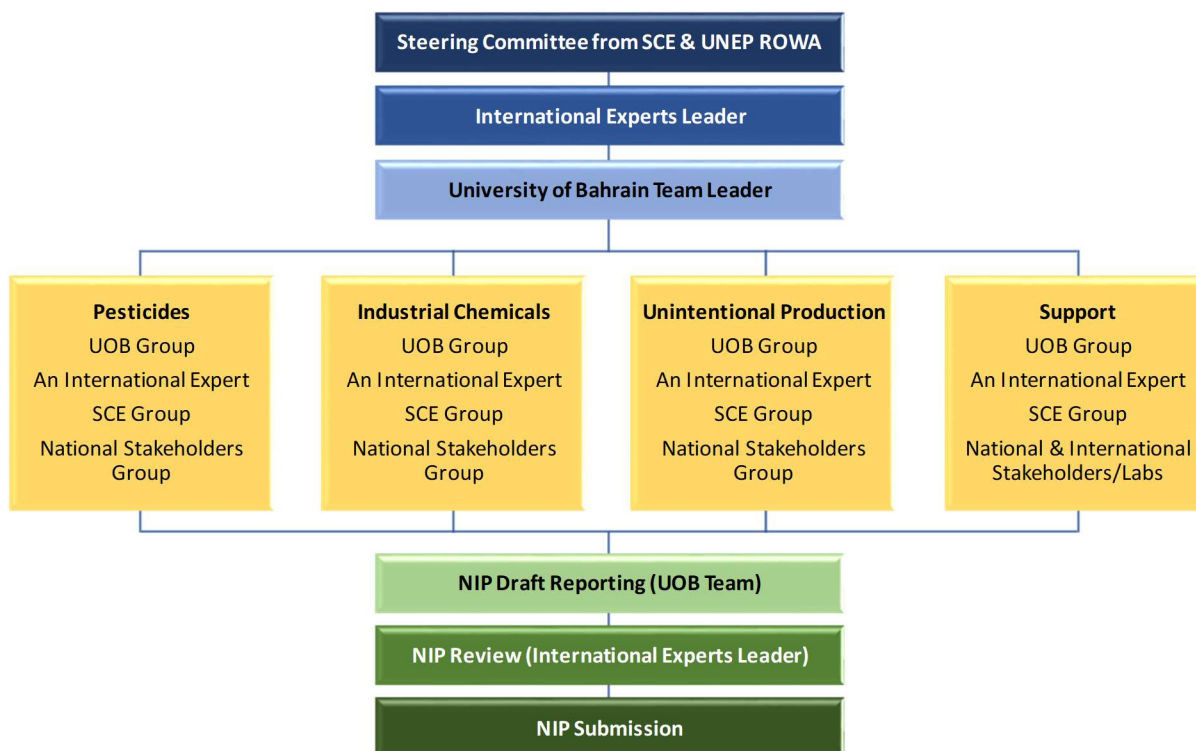 Steering Committee from SCE & UNEP ROWA
International Experts Leader
University of Bahrain Team Leader
Pesticides
UOB Group
An International Expert
SCE Group
National Stakeholders
Group
Industrial Chemicals
UOB Group
An International Expert
SCE Group
National Stakeholders
Group
Unintentional Production
UOB Group
An International Expert
SCE Group
National Stakeholders
Group
Support
UOB Group
An International Expert
SCE Group
National & International
Stakeholders/Labs
NIP Draft Reporting (UOB Team)
NIP Review (International Experts Leader)
NIP Submission